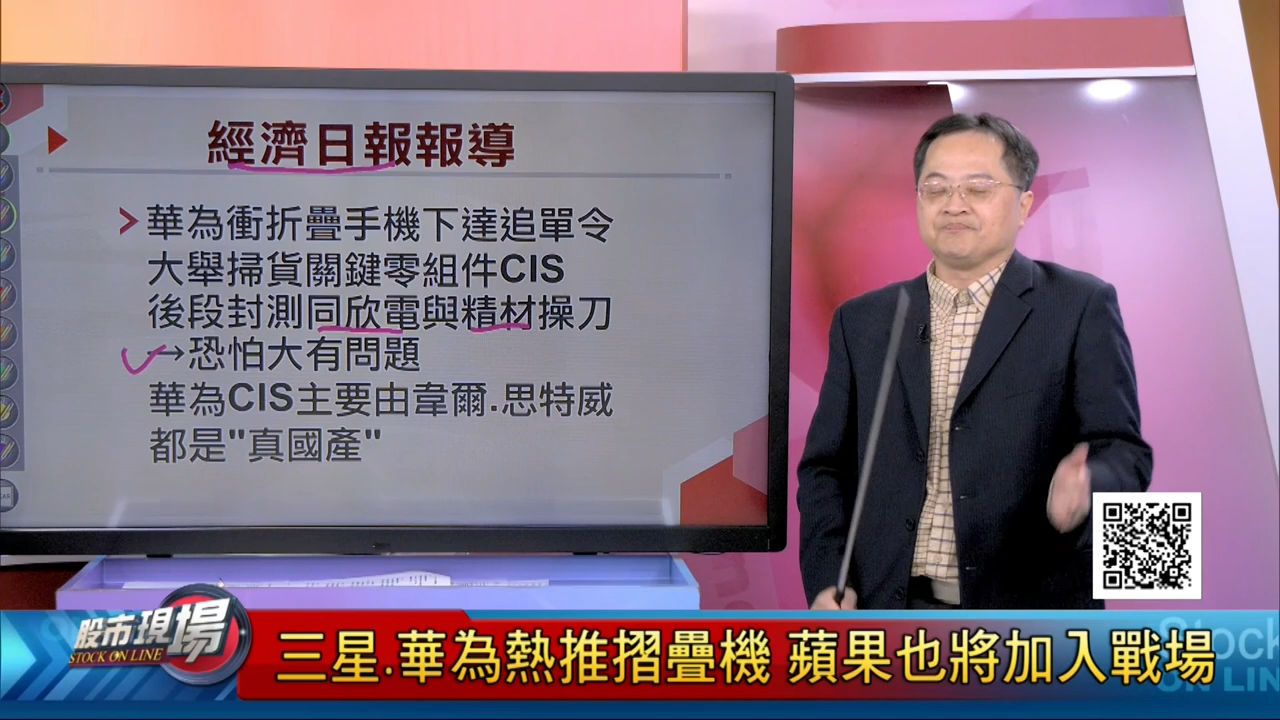 經濟日報報導
華為衝折疊手機下達追單令
大舉掃貨關鍵零組件CIS
後段封測同欣電與精材操刀
→恐怕大有問題
華為CIS主要由韋爾.思特威
都是"真國產"
股市現場
STOCK ON LINE
三星.華為熱推摺疊機 蘋果也將加入戰場
Stock
ON LIN